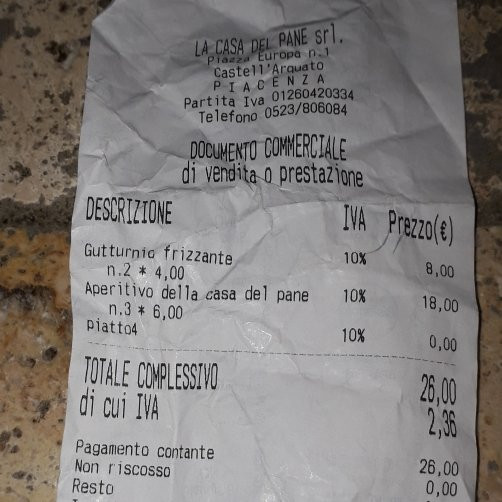 LA CASA DEL PANE srl.
Piazza Europa n.1
Castell'Arquato
PIACENZA
Partita Iva 01260420334
Telefono 0523/806084
DOCUMENTO COMMERCIALE
di vendita o prestazione
DESCRIZIONE IVA Prezzo(€)
Gutturnio frizzante 10% 8,00
n.2 * 4,00
Aperitivo della casa del pane 10% 18,00
n.3 * 6,00
piatto4 10% 0,00
TOTALE COMPLESSIVO 26,00
di cui IVA 2,36
Pagamento contante 26,00
Non riscosso 0,00
Resto